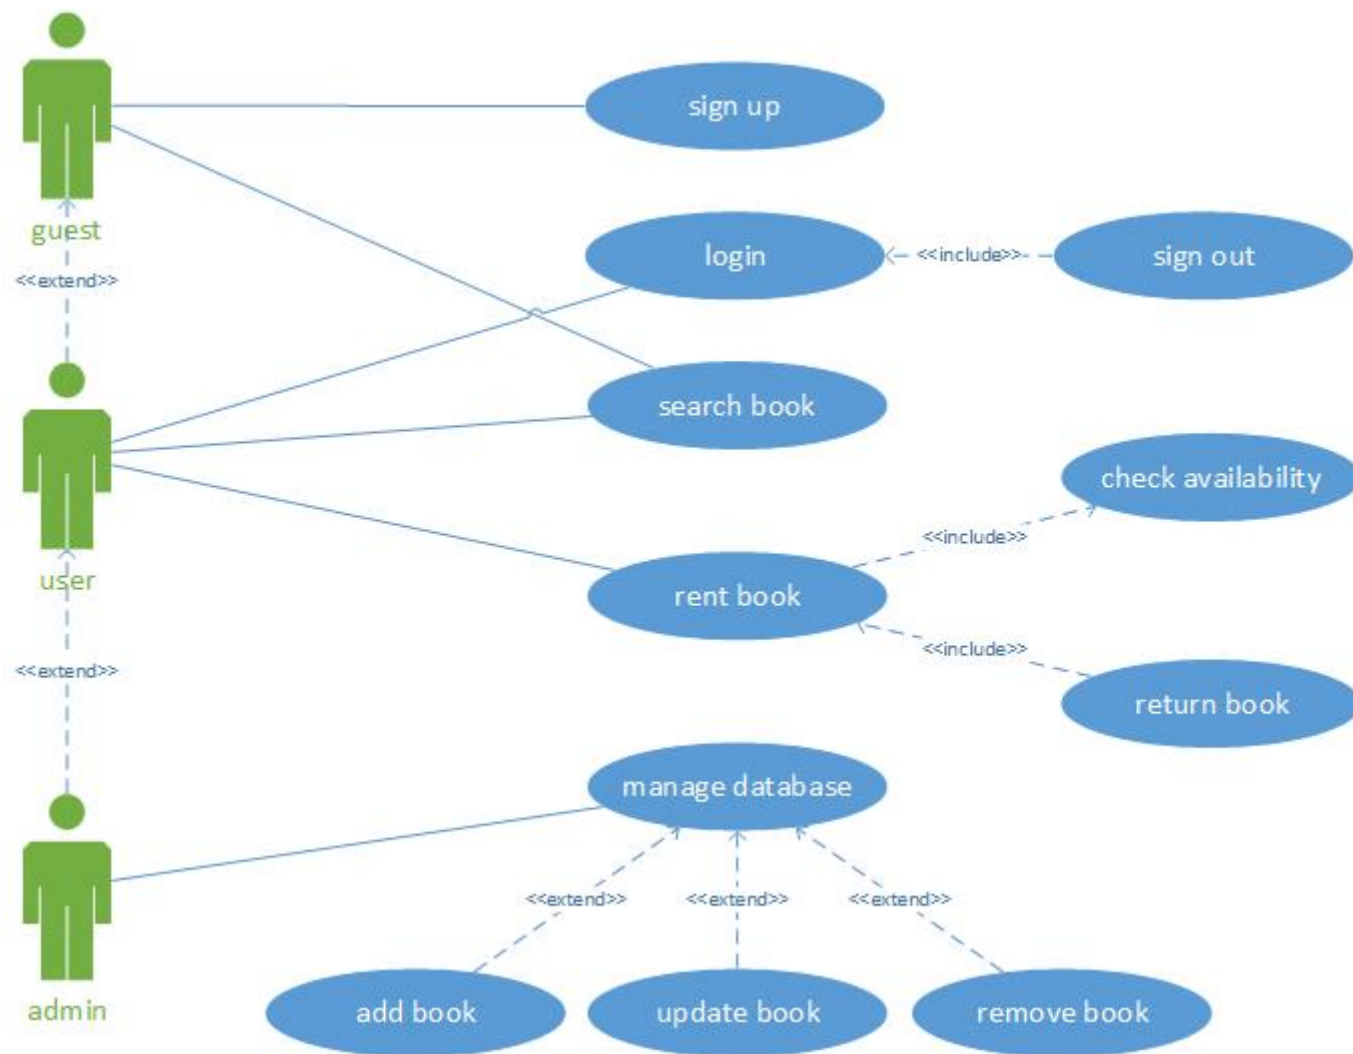 sign up
guest
login
<<include>>
sign out
<<extend>>
search book
check availability
<<include>>
user
rent book
<<include>>
<<extend>>
return book
manage database
<<extend>>
<<extend>>
<<extend>>
admin
add book
update book
remove book